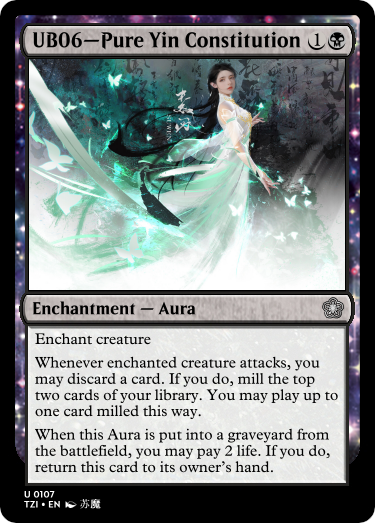 UB06—Pure Yin Constitution 1
Enchantment — Aura
Enchant creature
Whenever enchanted creature attacks, you
may discard a card. If you do, mill the top
two cards of your library. You may play up to
one card milled this way.
When this Aura is put into a graveyard from
the battlefield, you may pay 2 life. If you do,
return this card to its owner's hand.
U 0107
TZI • EN 苏魔